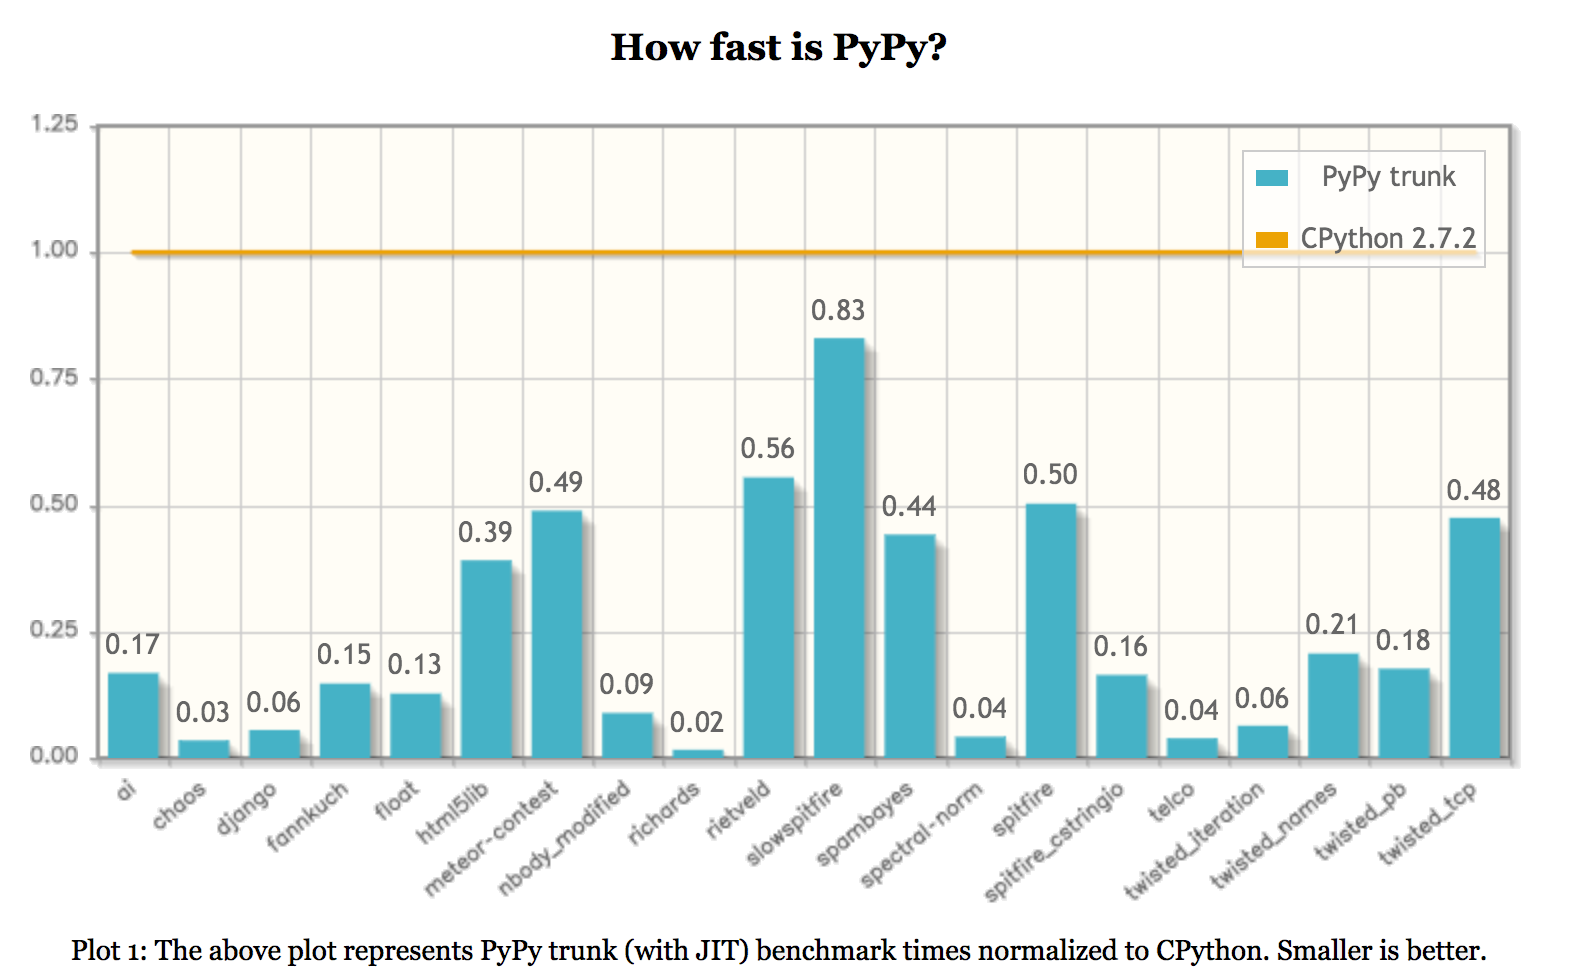 How fast is PyPy?
1.25
1.00
0.75
0.50
0.25
0.00
PyPy trunk
CPython 2.7.2
0.17
0.03
0.06
0.15
0.13
0.39
0.49
0.09
0.02
0.56
0.83
0.44
0.04
0.50
0.16
0.04
0.06
0.21
0.18
0.48
ai
chaos
django
fannkuch
float
html5lib
meteor-contest
nbody_modified
richards
rietveld
slowspitfire
spambayes
spectral-norm
spitfire
spitfire_cstringio
telco
twisted_iteration
twisted_names
twisted_pb
twisted_tcp
Plot 1: The above plot represents PyPy trunk (with JIT) benchmark times normalized to CPython. Smaller is better.